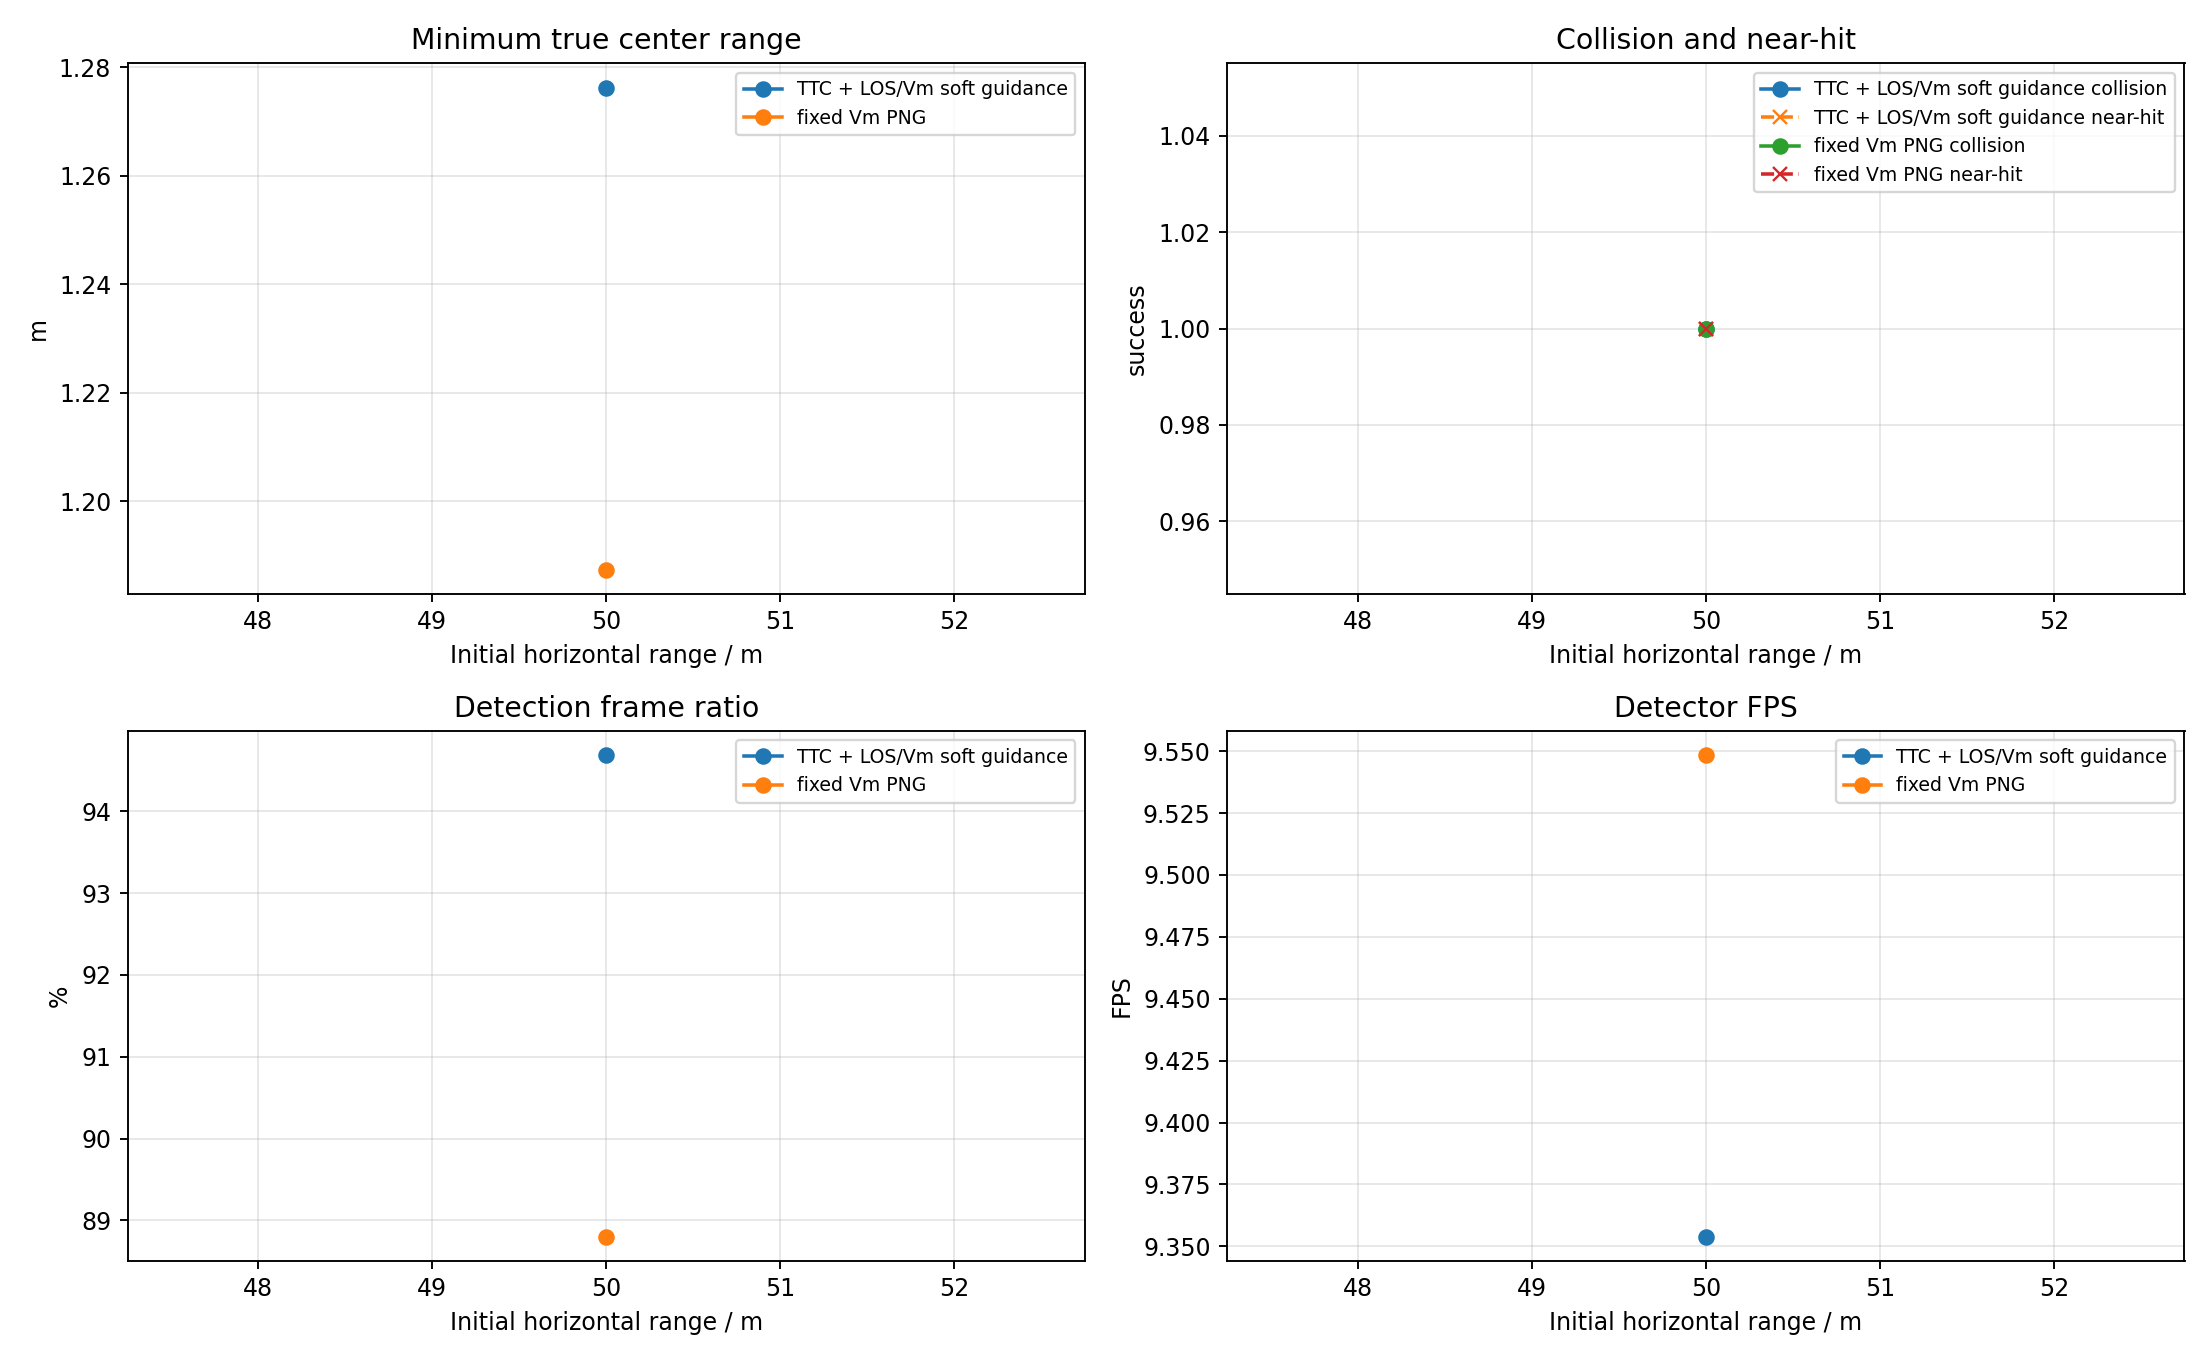 Minimum true center range
1.28
1.26
1.24
1.22
1.20
m
TTC + LOS/Vm soft guidance
fixed Vm PNG
48 49 50 51 52
Initial horizontal range / m
Collision and near-hit
1.04
1.02
1.00
0.98
0.96
success
TTC + LOS/Vm soft guidance collision
TTC + LOS/Vm soft guidance near-hit
fixed Vm PNG collision
fixed Vm PNG near-hit
48 49 50 51 52
Initial horizontal range / m
Detection frame ratio
94
93
92
91
90
89
%
TTC + LOS/Vm soft guidance
fixed Vm PNG
48 49 50 51 52
Initial horizontal range / m
Detector FPS
9.550
9.525
9.500
9.475
9.450
9.425
9.400
9.375
9.350
FPS
TTC + LOS/Vm soft guidance
fixed Vm PNG
48 49 50 51 52
Initial horizontal range / m